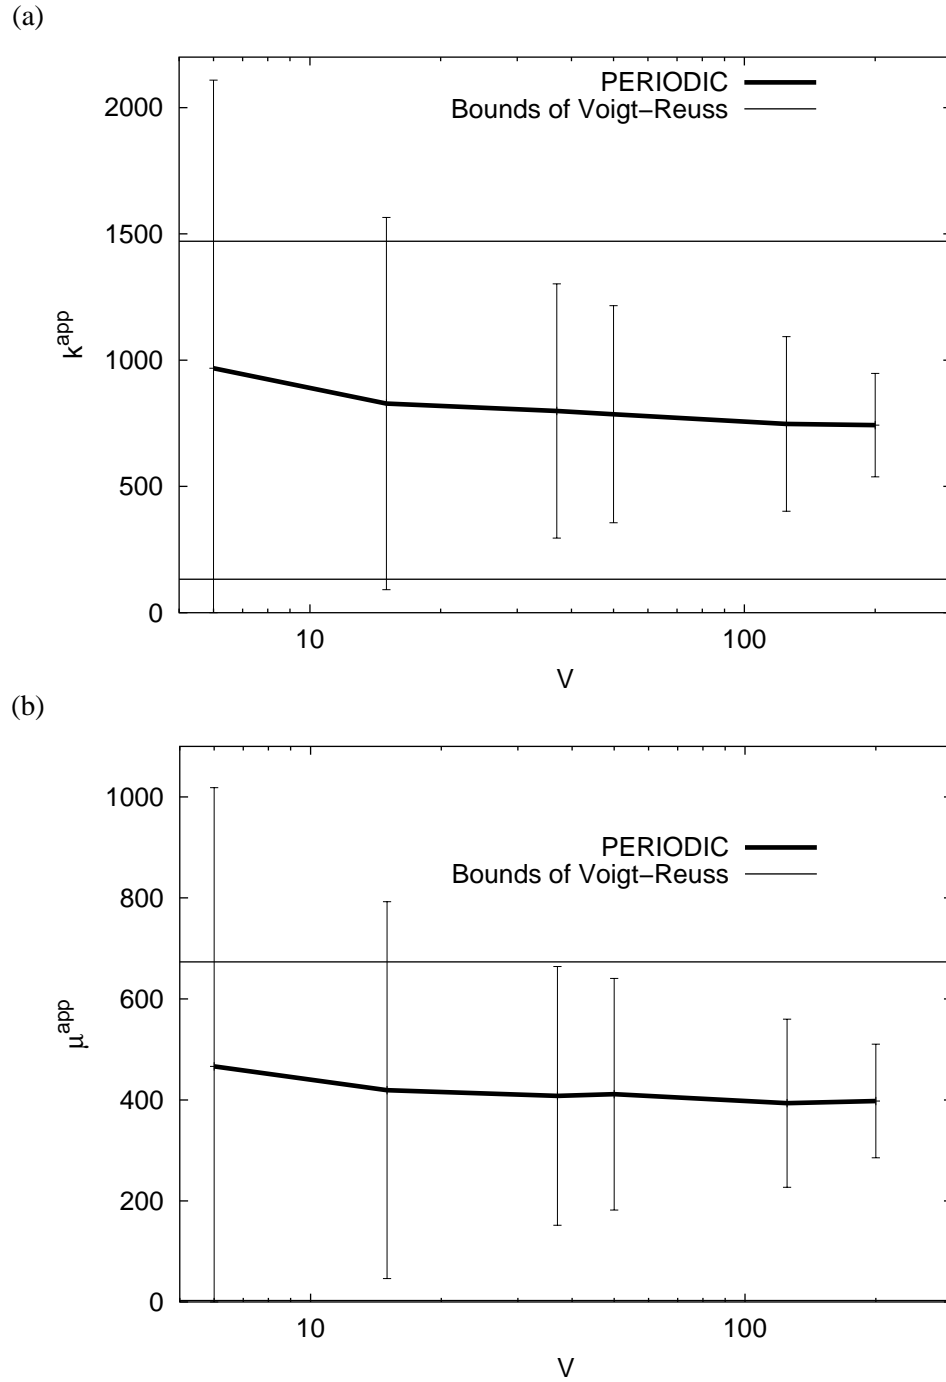 (a)
PERIODIC
Bounds of Voigt−Reuss
2000
1500
1000
500
0
k^app
10
100
V
(b)
PERIODIC
Bounds of Voigt−Reuss
1000
800
600
400
200
0
μ^app
10
100
V